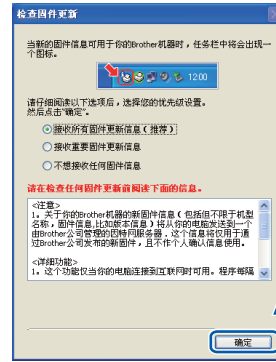 检查固件更新
当新的固件信息可用于你的Brother机器时，任务栏中将会出现一
个图标。
12:00
请仔细阅读以下选项后，选择您的优先级设置。
然后点击“确定”。
接收所有固件更新信息（推荐）
接收重要固件更新信息
不想接收任何固件信息
请在检查任何固件更新前阅读下面的信息。
<注意>
1。关于你的Brother机器的新固件信息（包括但不限于机型
名称，固件信息,比如版本信息）将从你的电脑发送到一个
由Brother公司管理的因特网服务器．这个信息将仅用于通
过Brother公司发布的新固件，且不作个人确认信息使用。
<详细功能>
1。这个功能仅当你的电脑连接到互联网时可用。程序每隔
确定